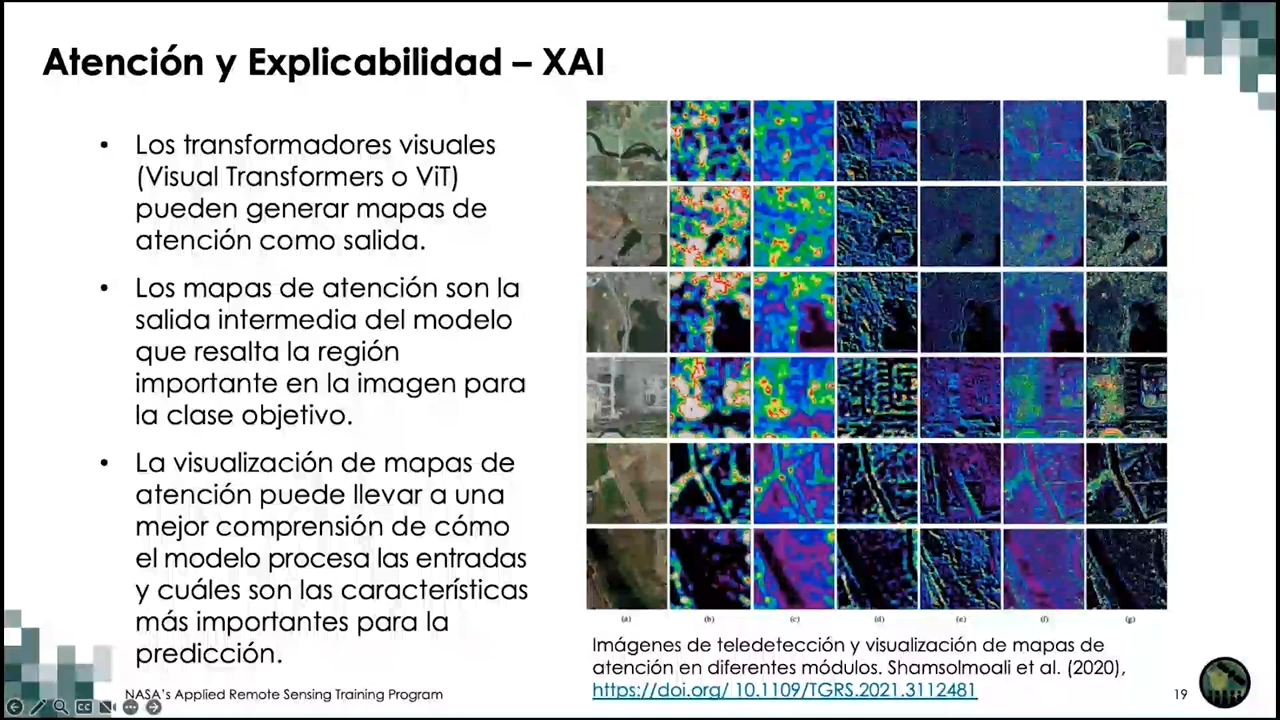 Atención y Explicabilidad – XAI
• Los transformadores visuales
(Visual Transformers o ViT)
pueden generar mapas de
atención como salida.
• Los mapas de atención son la
salida intermedia del modelo
que resalta la región
importante en la imagen para
la clase objetivo.
• La visualización de mapas de
atención puede llevar a una
mejor comprensión de cómo
el modelo procesa las entradas
y cuáles son las características
más importantes para la
predicción.
(a) (b) (c) (d) (e) (f) (g)
Imágenes de teledetección y visualización de mapas de
atención en diferentes módulos. Shamsolmoali et al. (2020),
https://doi.org/ 10.1109/TGRS.2021.3112481
NASA's Applied Remote Sensing Training Program
19
CC